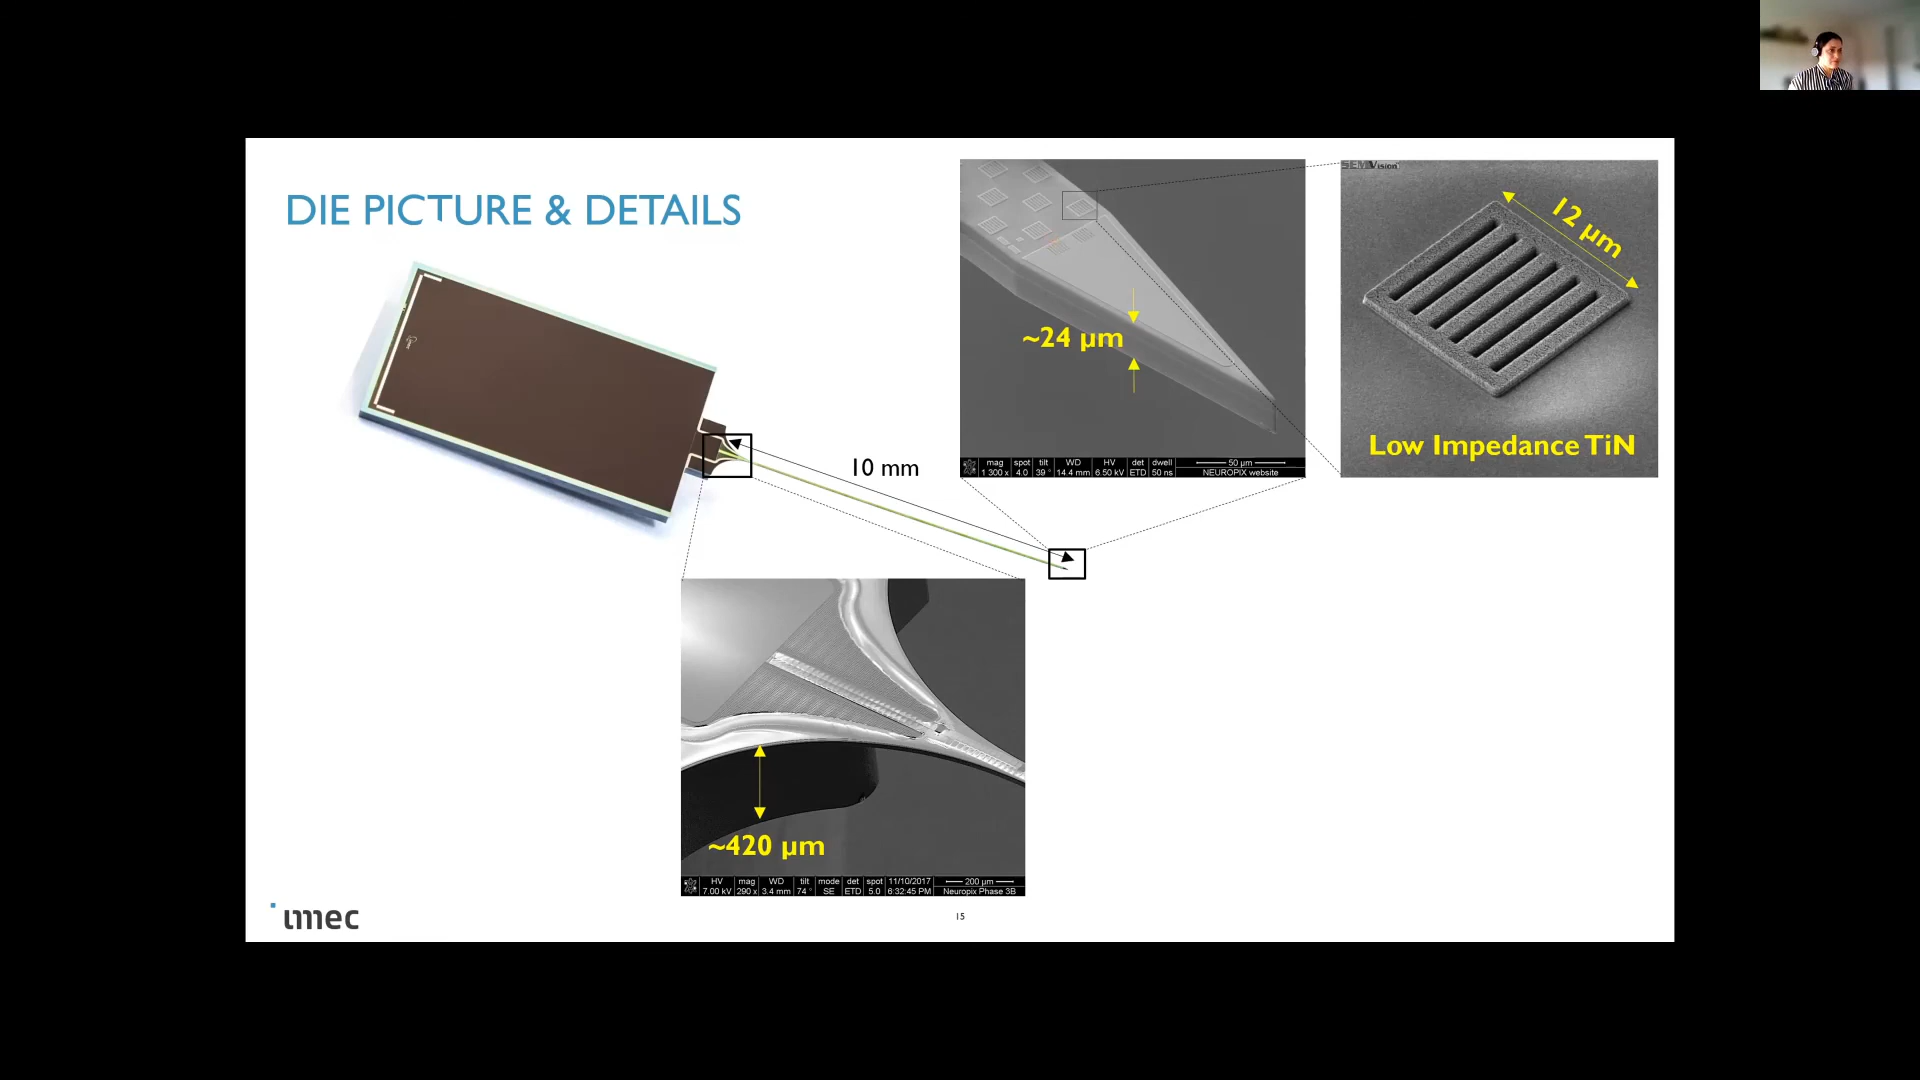 DIE PICTURE & DETAILS
10 mm
~24 µm
mag spot tilt WD HV det dwell 50 µm
1 300 x 4.0 39 ° 14.4 mm 6.50 kV ETD 50 ns NEUROPIX website
SEMVision
12 µm
Low Impedance TiN
~420 µm
HV mag WD tilt mode det spot 11/10/2017 200 µm
7.00 kV 290 x 3.4 mm 74 ° SE ETD 5.0 6:32:45 PM Neuropix Phase 3B
imec
15